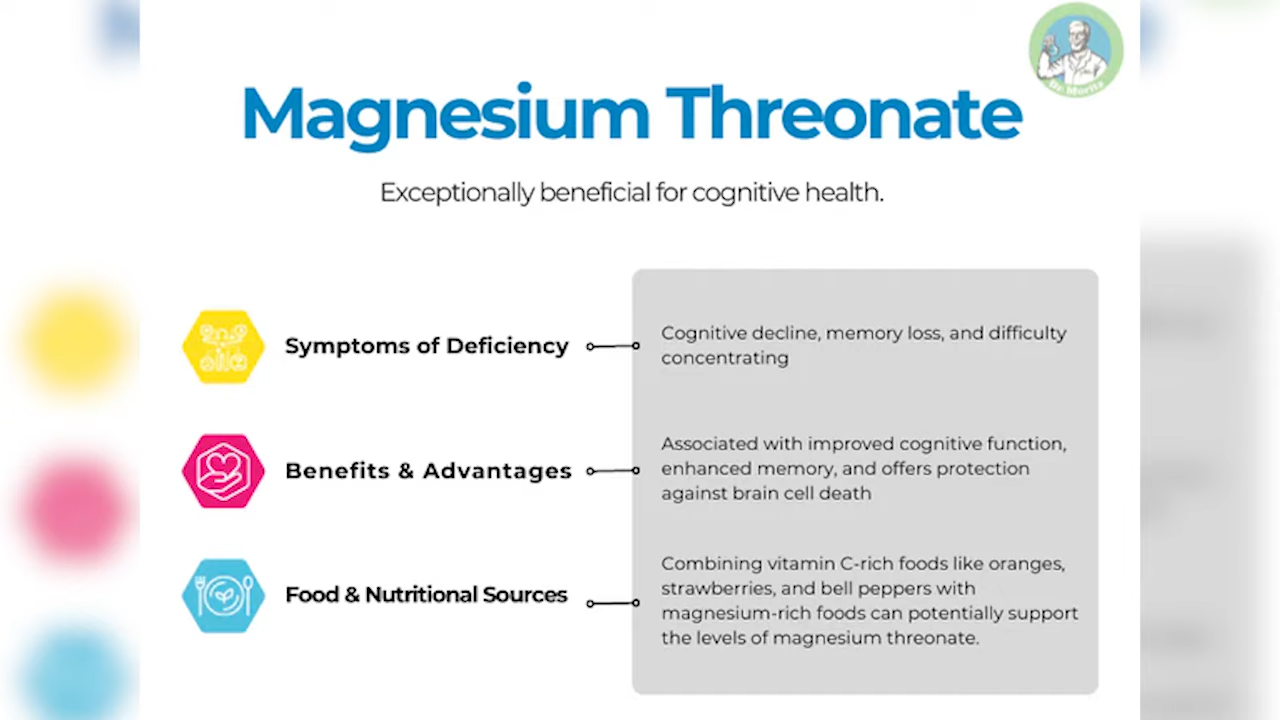 Magnesium Threonate
Exceptionally beneficial for cognitive health.
Symptoms of Deficiency
Cognitive decline, memory loss, and difficulty
concentrating
Benefits & Advantages
Associated with improved cognitive function,
enhanced memory, and offers protection
against brain cell death
Food & Nutritional Sources
Combining vitamin C-rich foods like oranges,
strawberries, and bell peppers with
magnesium-rich foods can potentially support
the levels of magnesium threonate.